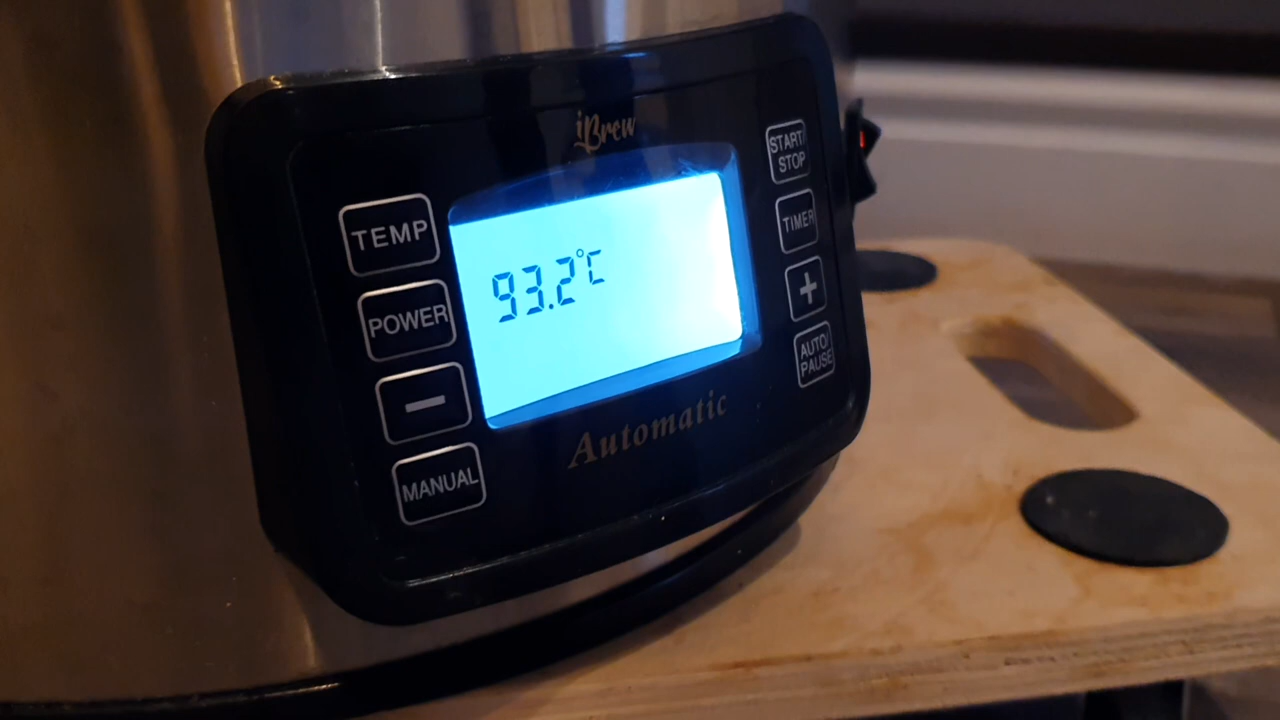 iBrew
TEMP
POWER
−
MANUAL
93.2°C
START/
STOP
TIMER
+
AUTO/
PAUSE
Automatic